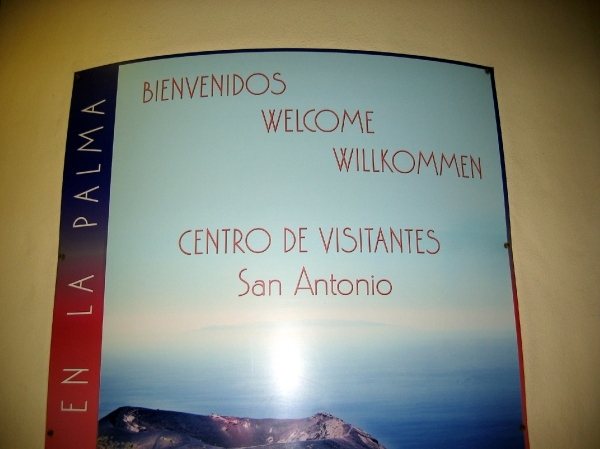 BIENVENIDOS
WELCOME
WILLKOMMEN
CENTRO DE VISITANTES
San Antonio
EN LA PALMA